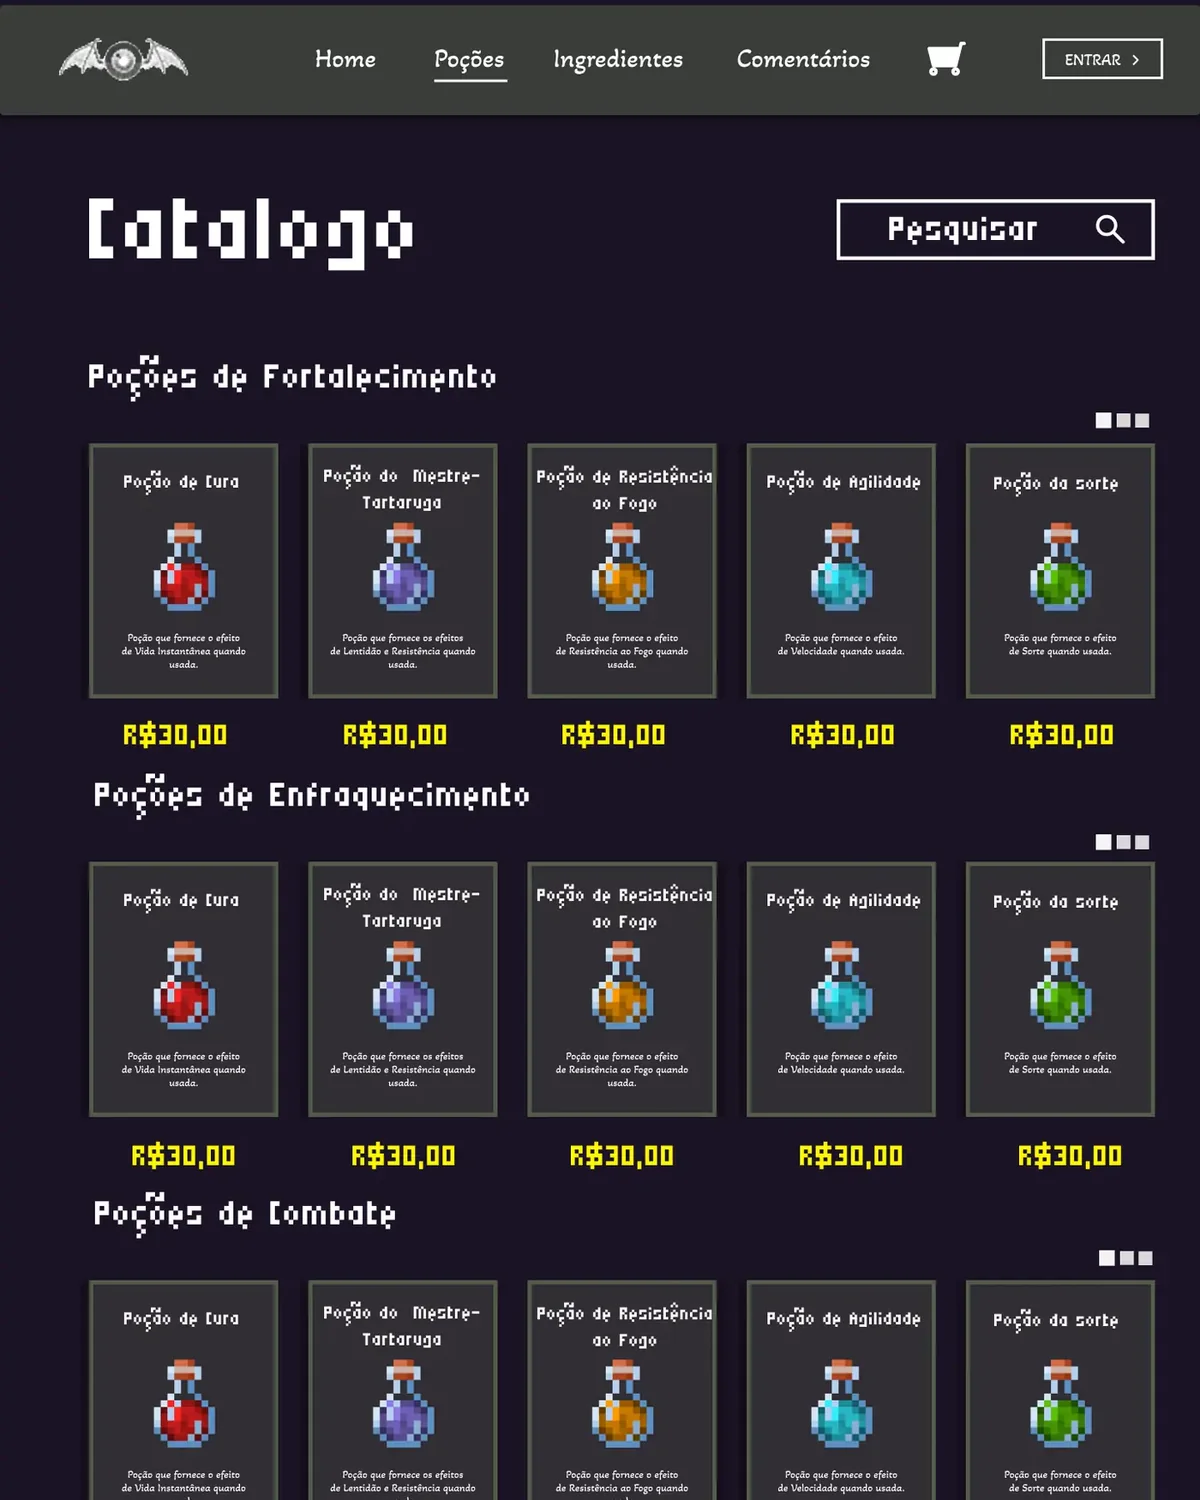 Home Poções Ingredientes Comentários ENTRAR
Catalogo
Pesquisar
Poções de Fortalecimento
Poção de Cura
Poção do Mestre-
Tartaruga
Poção de Resistência
ao Fogo
Poção de Agilidade
Poção da sorte
Poção que fornece o efeito
de Vida Instantânea quando
usada.
Poção que fornece os efeitos
de Lentidão e Resistência quando
usada.
Poção que fornece o efeito
de Resistência ao Fogo quando
usada.
Poção que fornece o efeito
de Velocidade quando usada.
Poção que fornece o efeito
de Sorte quando usada.
R$30,00 R$30,00 R$30,00 R$30,00 R$30,00
Poções de Enfraquecimento
Poção de Cura
Poção do Mestre-
Tartaruga
Poção de Resistência
ao Fogo
Poção de Agilidade
Poção da sorte
Poção que fornece o efeito
de Vida Instantânea quando
usada.
Poção que fornece os efeitos
de Lentidão e Resistência quando
usada.
Poção que fornece o efeito
de Resistência ao Fogo quando
usada.
Poção que fornece o efeito
de Velocidade quando usada.
Poção que fornece o efeito
de Sorte quando usada.
R$30,00 R$30,00 R$30,00 R$30,00 R$30,00
Poções de Combate
Poção de Cura
Poção do Mestre-
Tartaruga
Poção de Resistência
ao Fogo
Poção de Agilidade
Poção da sorte
Poção que fornece o efeito
de Vida Instantânea quando
Poção que fornece os efeitos
de Lentidão e Resistência quando
Poção que fornece o efeito
de Resistência ao Fogo quando
Poção que fornece o efeito
de Velocidade quando usada.
Poção que fornece o efeito
de Sorte quando usada.